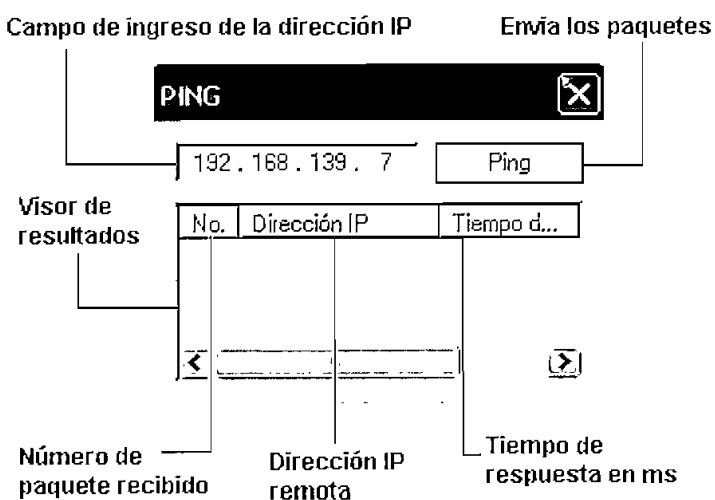 Campo de ingreso de la dirección IP
Envía los paquetes
PING
192 . 168 . 139 . 7
Ping
Visor de
resultados
No.
Dirección IP
Tiempo d...
Número de
paquete recibido
Dirección IP
remota
Tiempo de
respuesta en ms